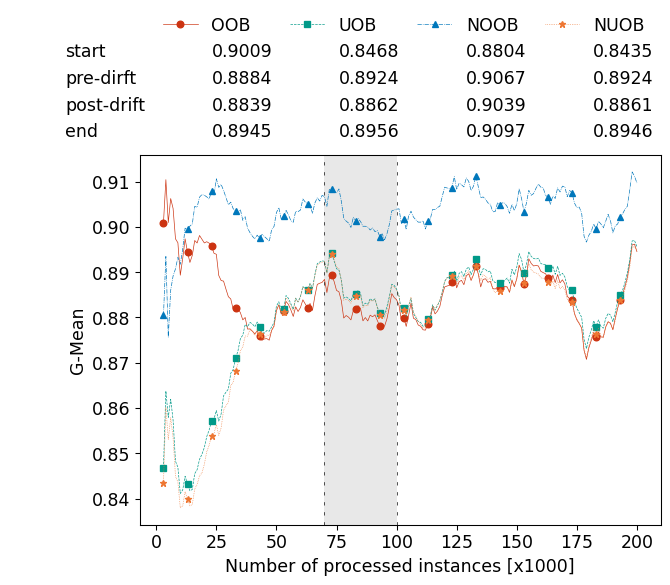 OOB UOB NOOB NUOB
start 0.9009 0.8468 0.8804 0.8435
pre-dirft 0.8884 0.8924 0.9067 0.8924
post-drift 0.8839 0.8862 0.9039 0.8861
end 0.8945 0.8956 0.9097 0.8946
0.91
0.90
0.89
0.88
0.87
0.86
0.85
0.84
G-Mean
0 25 50 75 100 125 150 175 200
Number of processed instances [x1000]